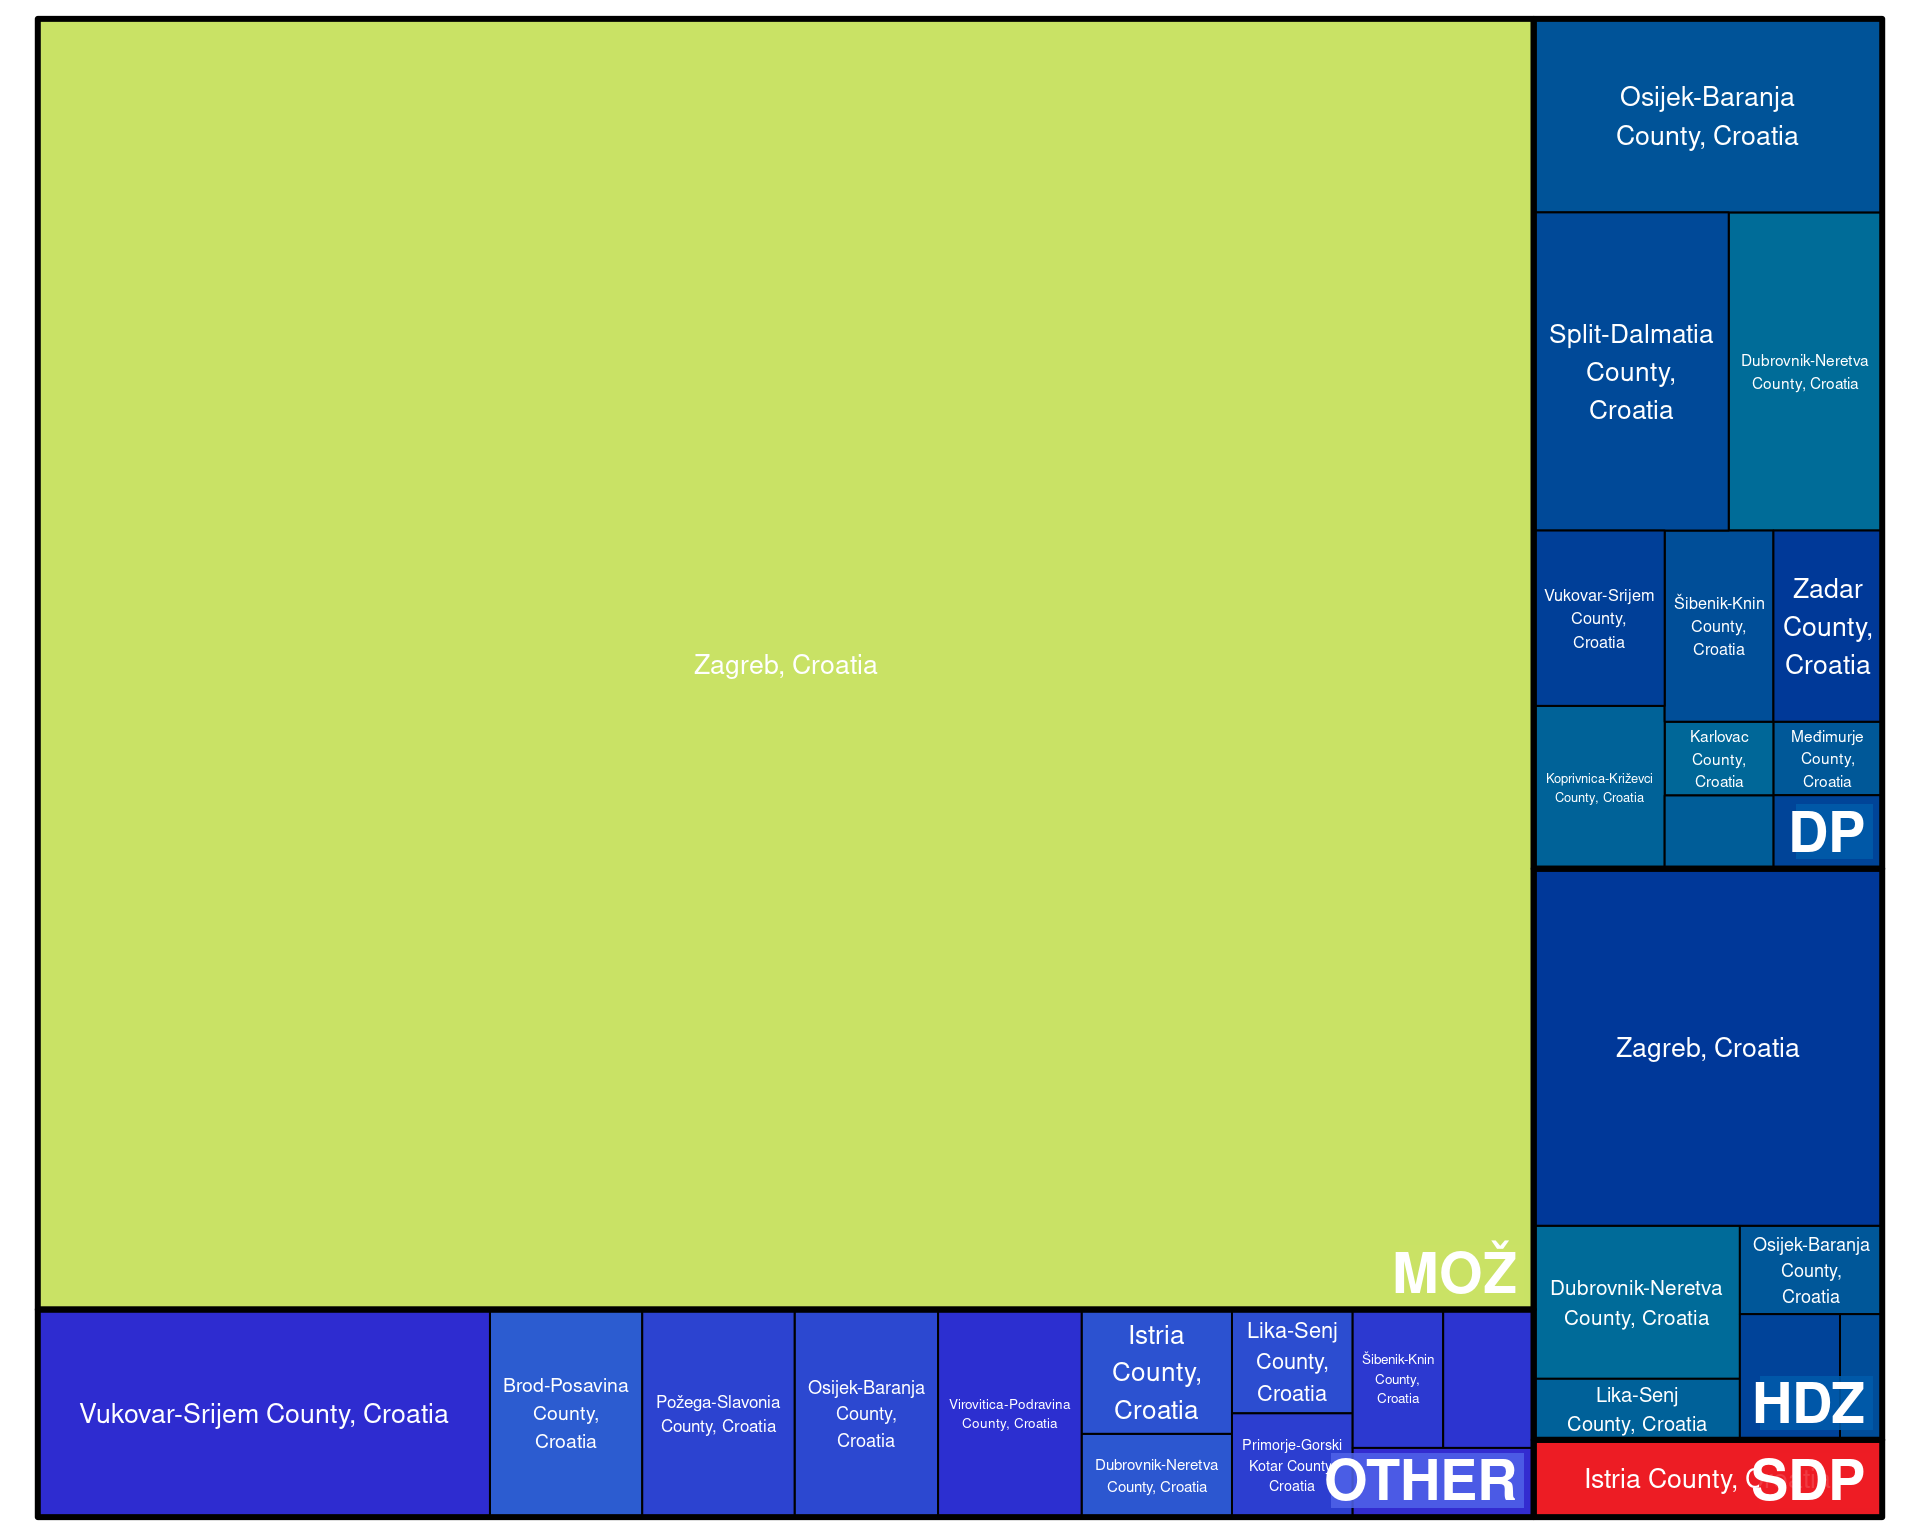 Zagreb, Croatia
MOŽ
Vukovar-Srijem County, Croatia
Brod-Posavina
County,
Croatia
Požega-Slavonia
County, Croatia
Osijek-Baranja
County,
Croatia
Virovitica-Podravina
County, Croatia
Istria
County,
Croatia
Dubrovnik-Neretva
County, Croatia
Lika-Senj
County,
Croatia
Primorje-Gorski
Kotar County,
Croatia
Šibenik-Knin
County,
Croatia
OTHER
Osijek-Baranja
County, Croatia
Split-Dalmatia
County,
Croatia
Dubrovnik-Neretva
County, Croatia
Vukovar-Srijem
County,
Croatia
Šibenik-Knin
County,
Croatia
Zadar
County,
Croatia
Koprivnica-Križevci
County, Croatia
Karlovac
County,
Croatia
Međimurje
County,
Croatia
DP
Zagreb, Croatia
Dubrovnik-Neretva
County, Croatia
Osijek-Baranja
County,
Croatia
Lika-Senj
County, Croatia
HDZ
Istria County,
SDP